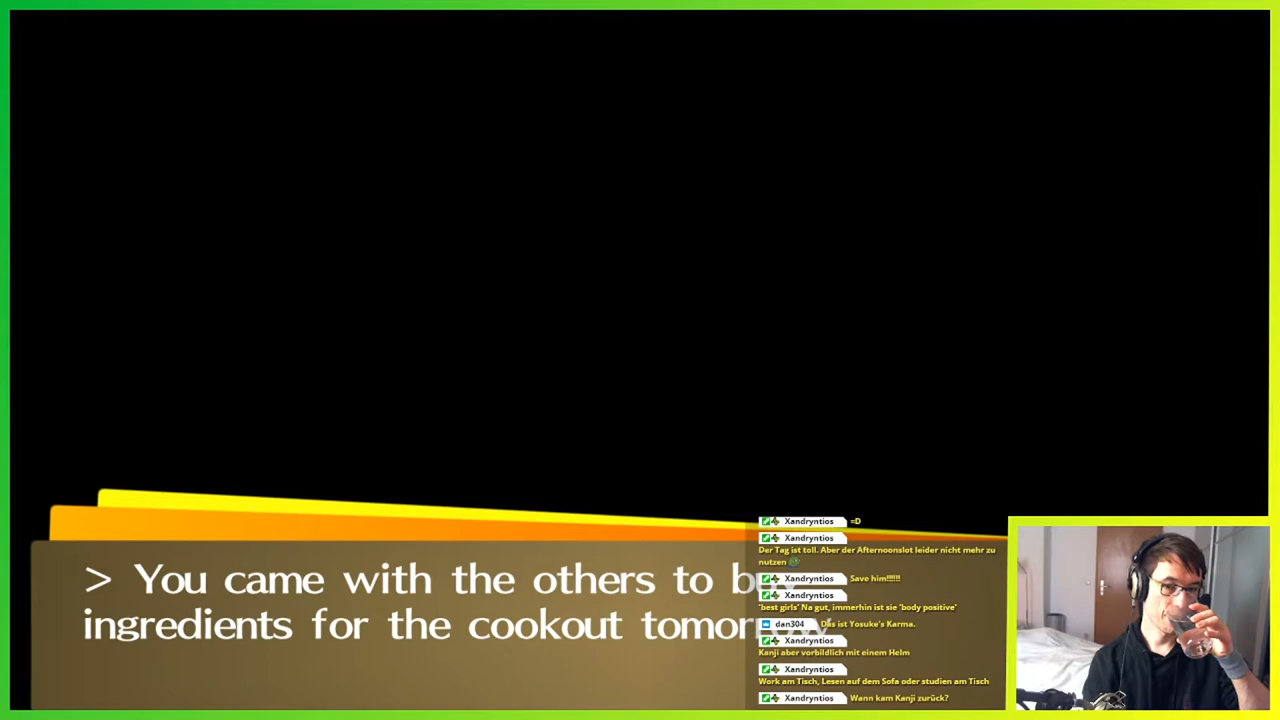 > You came with the others to buy
ingredients for the cookout tomorrow.
Xandryntios =D
Xandryntios
Der Tag ist toll. Aber der Afternoonslot leider nicht mehr zu
nutzen
Xandryntios Save him!!!!!!
Xandryntios
'best girls' Na gut, immerhin ist sie 'body positive'
dan304 Das ist Yosuke's Karma.
Xandryntios
Kanji aber vorbildlich mit einem Helm
Xandryntios
Work am Tisch, Lesen auf dem Sofa oder studien am Tisch
Xandryntios Wann kam Kanji zurück?